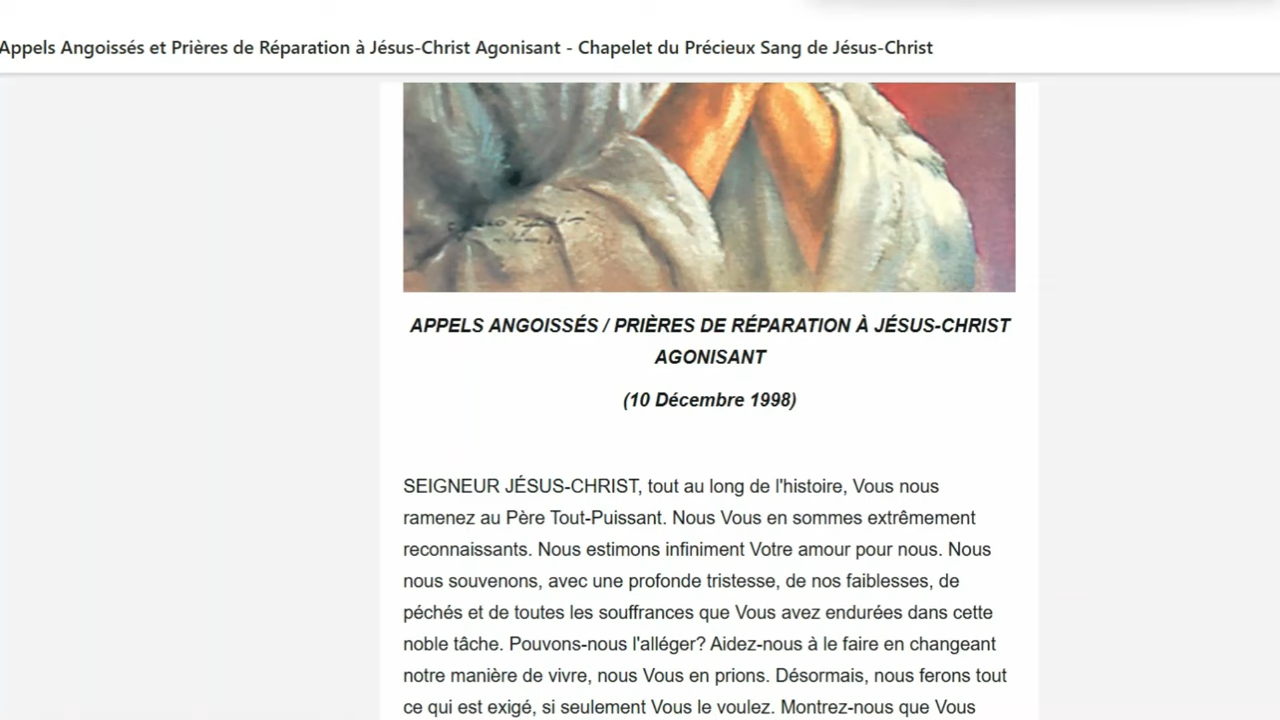 Appels Angoissés et Prières de Réparation à Jésus-Christ Agonisant - Chapelet du Précieux Sang de Jésus-Christ
APPELS ANGOISSÉS / PRIÈRES DE RÉPARATION À JÉSUS-CHRIST
AGONISANT
(10 Décembre 1998)
SEIGNEUR JÉSUS-CHRIST, tout au long de l'histoire, Vous nous
ramenez au Père Tout-Puissant. Nous Vous en sommes extrêmement
reconnaissants. Nous estimons infiniment Votre amour pour nous. Nous
nous souvenons, avec une profonde tristesse, de nos faiblesses, de
péchés et de toutes les souffrances que Vous avez endurées dans cette
noble tâche. Pouvons-nous l'alléger? Aidez-nous à le faire en changeant
notre manière de vivre, nous Vous en prions. Désormais, nous ferons tout
ce qui est exigé, si seulement Vous le voulez. Montrez-nous que Vous